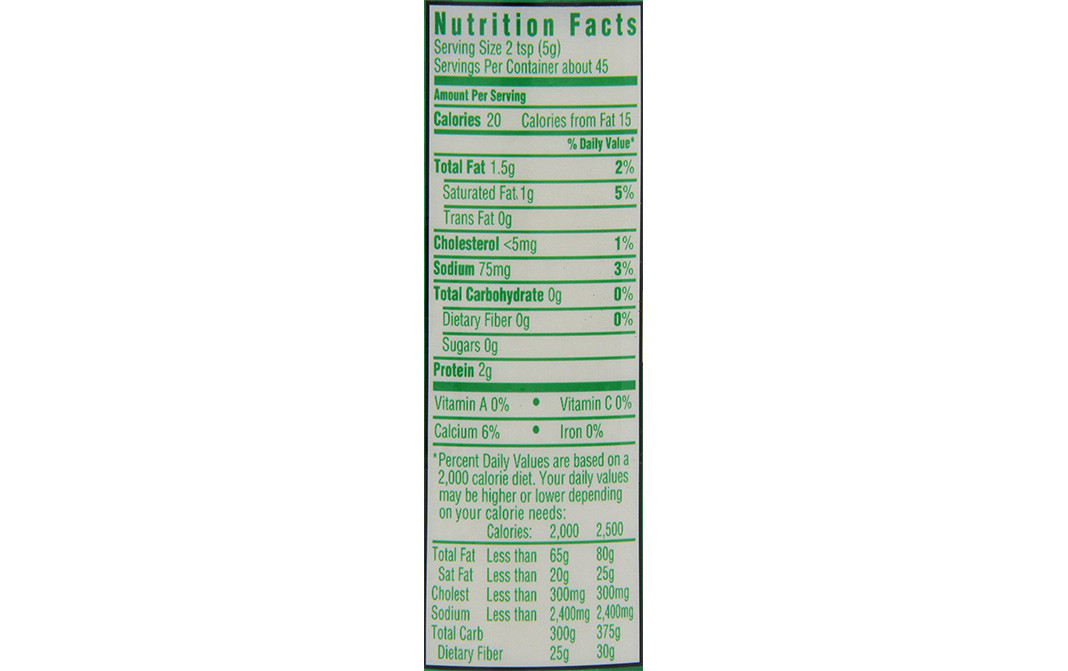 Nutrition Facts
Serving Size 2 tsp (5g)
Servings Per Container about 45
Amount Per Serving
Calories 20 Calories from Fat 15
% Daily Value*
Total Fat 1.5g 2%
Saturated Fat 1g 5%
Trans Fat 0g
Cholesterol <5mg 1%
Sodium 75mg 3%
Total Carbohydrate 0g 0%
Dietary Fiber 0g 0%
Sugars 0g
Protein 2g
Vitamin A 0% • Vitamin C 0%
Calcium 6% • Iron 0%
*Percent Daily Values are based on a
2,000 calorie diet. Your daily values
may be higher or lower depending
on your calorie needs:
Calories: 2,000 2,500
Total Fat Less than 65g 80g
Sat Fat Less than 20g 25g
Cholest Less than 300mg 300mg
Sodium Less than 2,400mg 2,400mg
Total Carb 300g 375g
Dietary Fiber 25g 30g